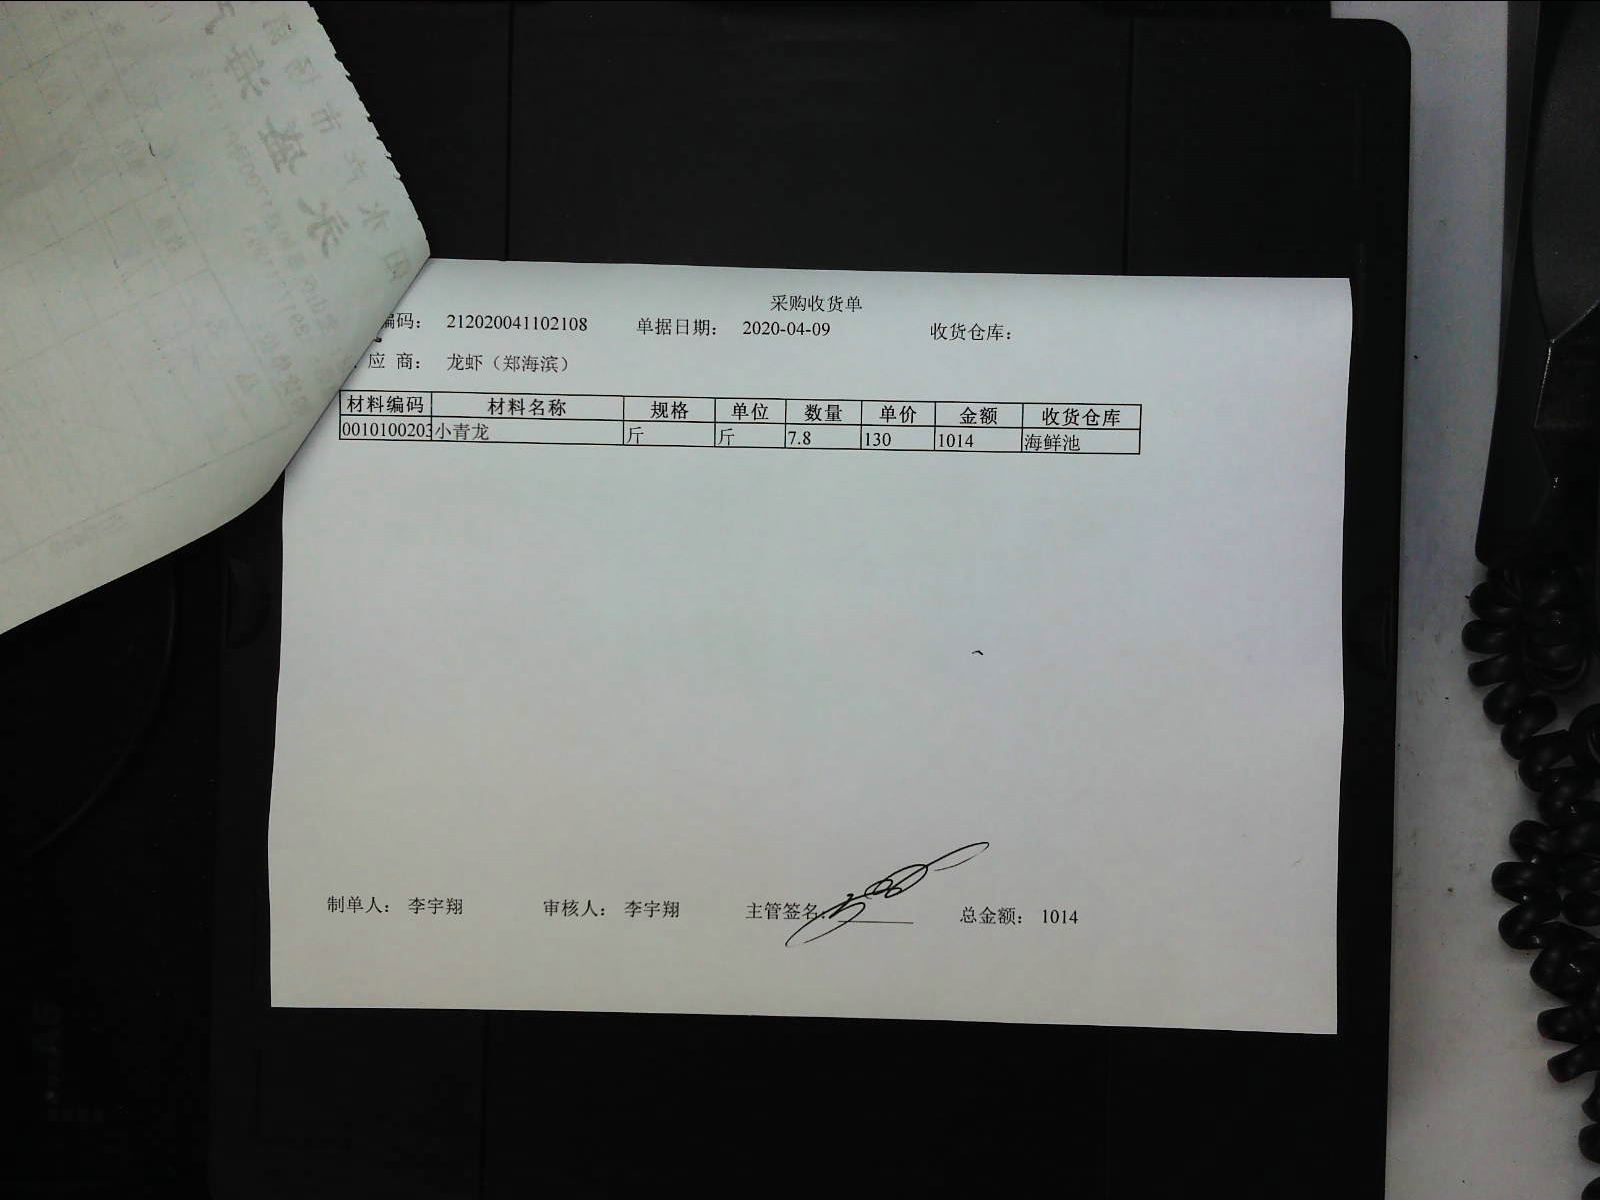 采购收货单
编码： 212020041102108 单据日期： 2020-04-09 收货仓库：
应 商： 龙虾（郑海滨）
材料编码 材料名称 规格 单位 数量 单价 金额 收货仓库
0010100203 小青龙 斤 斤 7.8 130 1014 海鲜池
制单人： 李宇翔 审核人： 李宇翔 主管签名: 总金额： 1014